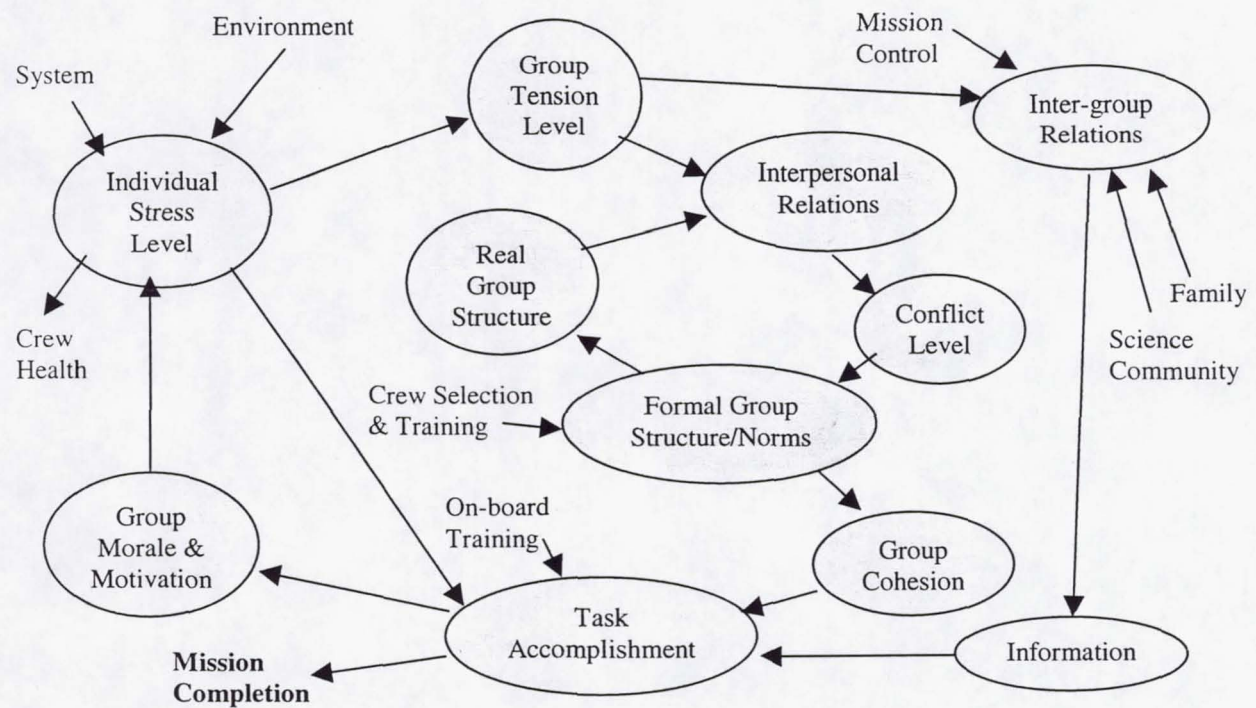 Environment
System
Individual
Stress
Level
Crew
Health
Group
Tension
Level
Mission
Control
Inter-group
Relations
Interpersonal
Relations
Real
Group
Structure
Conflict
Level
Family
Science
Community
Crew Selection
& Training
Formal Group
Structure/Norms
On-board
Training
Group
Cohesion
Group
Morale &
Motivation
Task
Accomplishment
Information
Mission
Completion